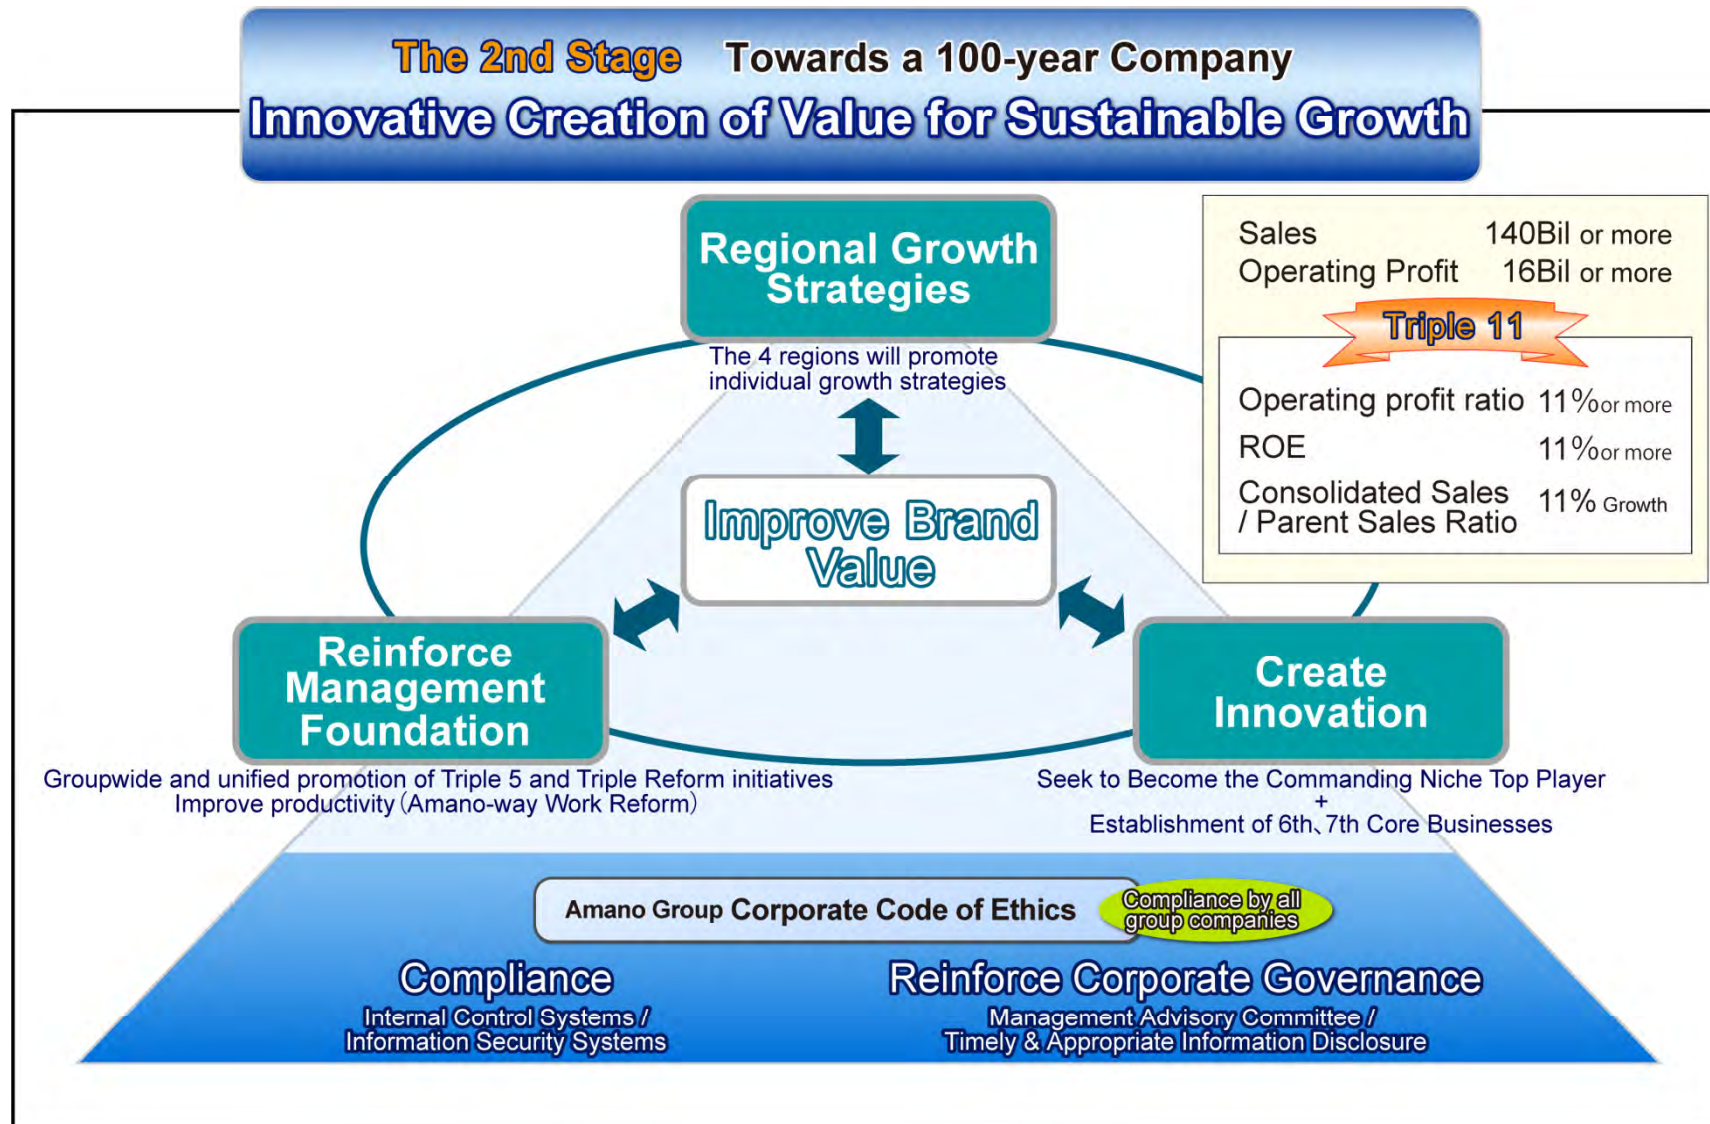 The 2nd Stage Towards a 100-year Company
Innovative Creation of Value for Sustainable Growth
Regional Growth
Strategies
The 4 regions will promote
individual growth strategies
Sales 140Bil or more
Operating Profit 16Bil or more
Triple 11
Operating profit ratio 11%or more
ROE 11%or more
Consolidated Sales
/ Parent Sales Ratio 11% Growth
Improve Brand
Value
Reinforce
Management
Foundation
Groupwide and unified promotion of Triple 5 and Triple Reform initiatives
Improve productivity(Amano-way Work Reform)
Create
Innovation
Seek to Become the Commanding Niche Top Player
+
Establishment of 6th、7th Core Businesses
Amano Group Corporate Code of Ethics
Compliance by all
group companies
Compliance
Internal Control Systems /
Information Security Systems
Reinforce Corporate Governance
Management Advisory Committee /
Timely & Appropriate Information Disclosure